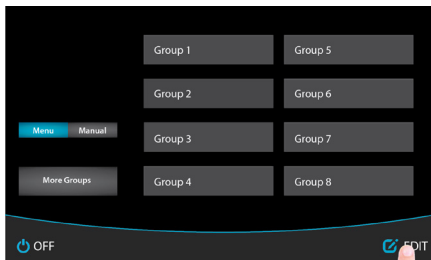 Group 1 Group 5
Group 2 Group 6
Menu Manual
Group 3 Group 7
More Groups
Group 4 Group 8
OFF EDIT